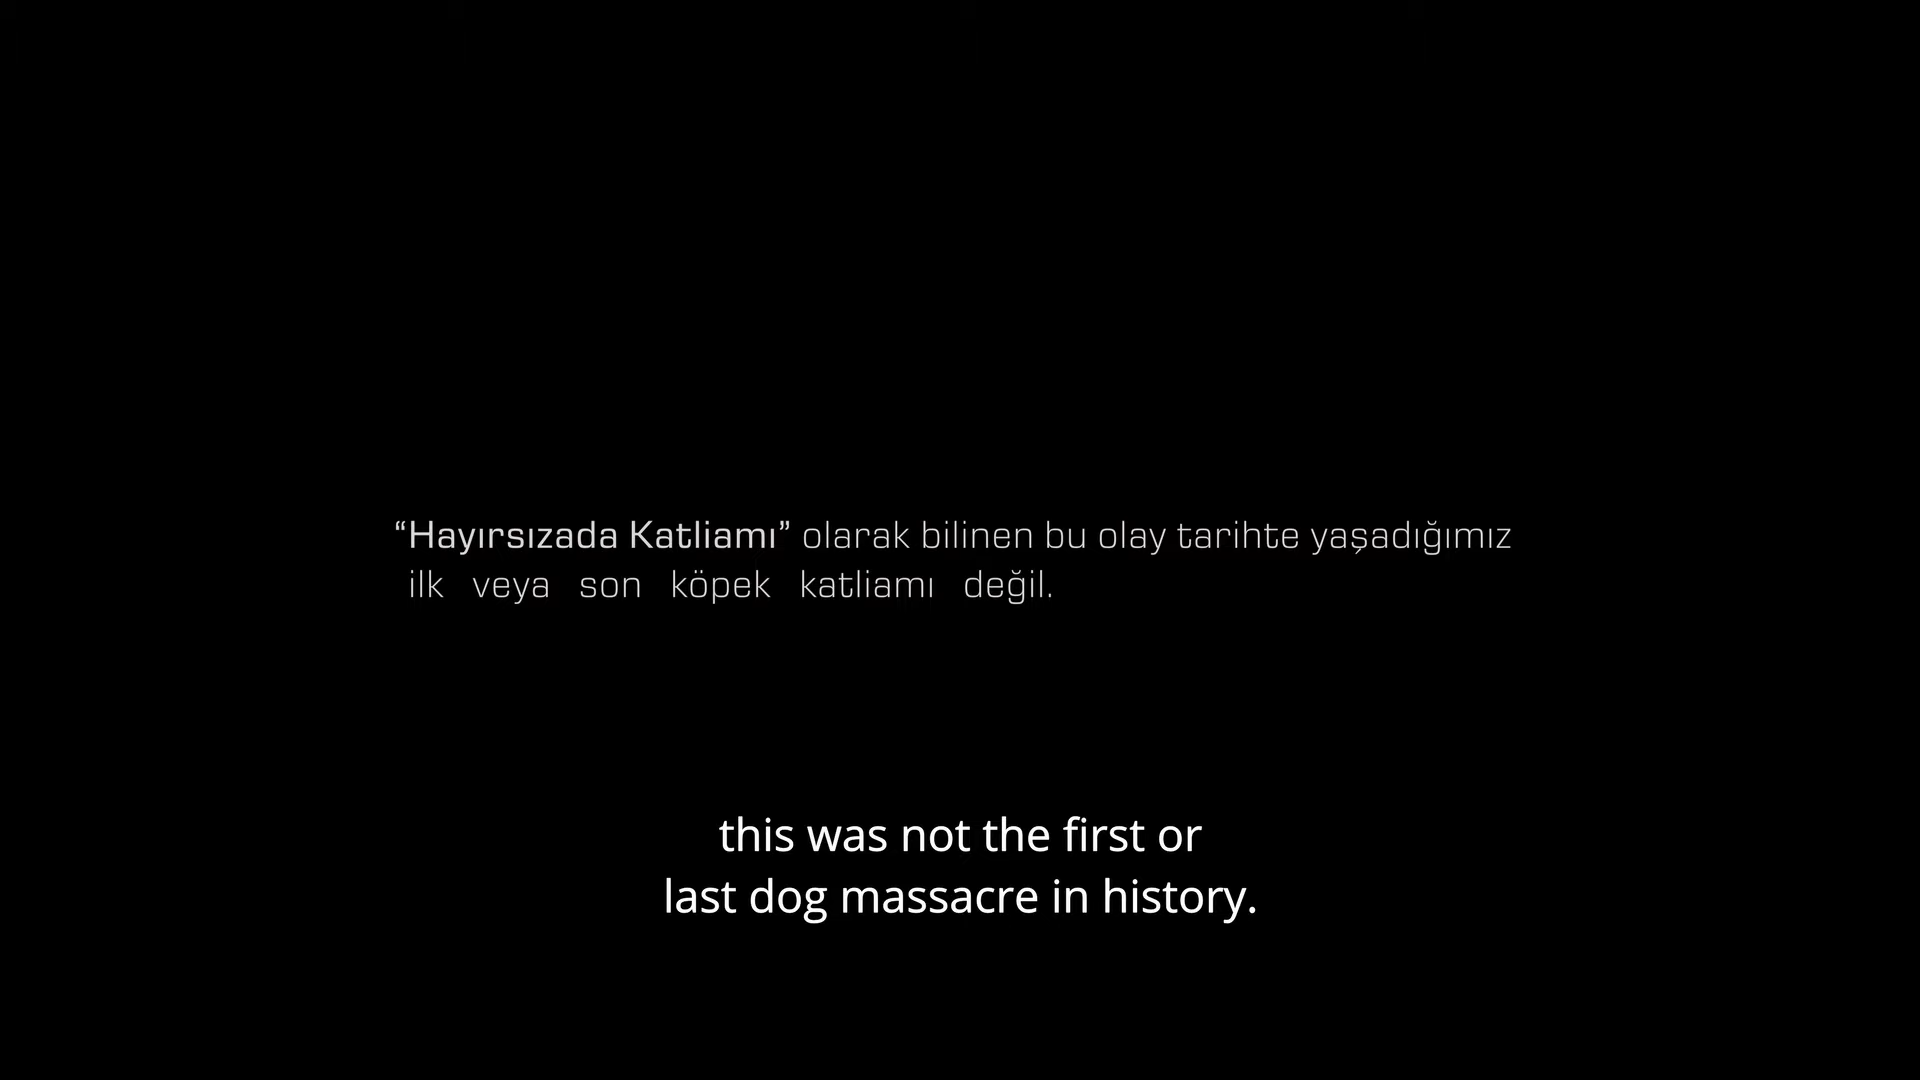 “Hayırsızada Katliamı” olarak bilinen bu olay tarihte yaşadığımız
ilk veya son köpek katliamı değil.
this was not the first or
last dog massacre in history.